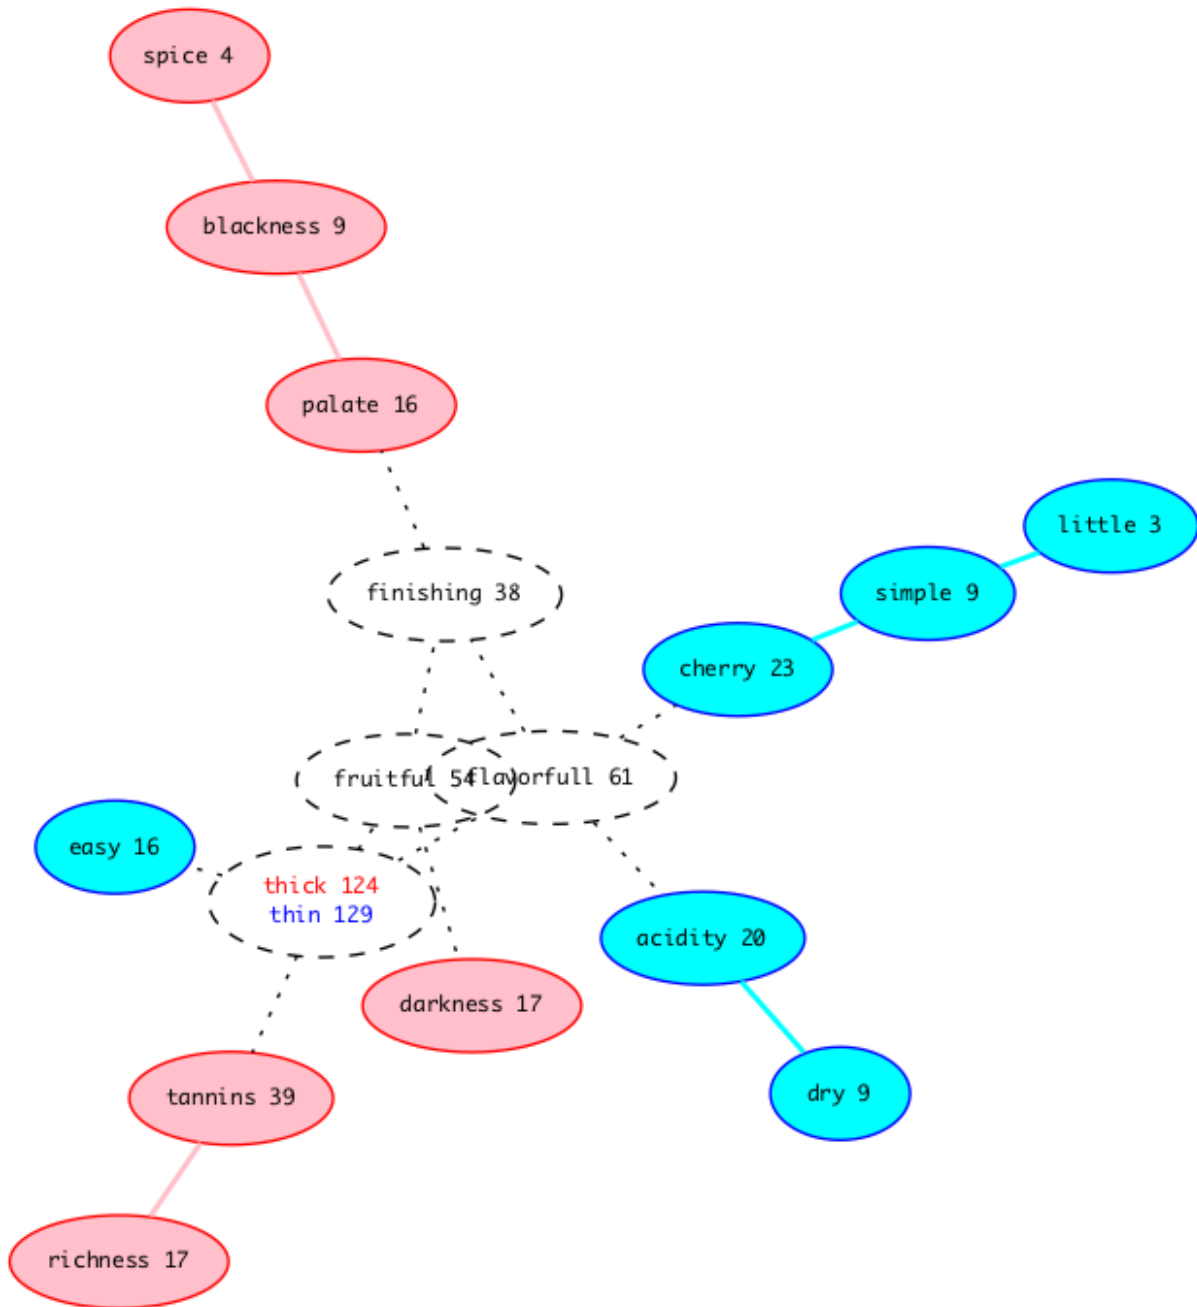 spice 4
blackness 9
palate 16
little 3
finishing 38
simple 9
cherry 23
fruitful 54
flavorfull 61
easy 16
thick 124
thin 129
acidity 20
darkness 17
dry 9
tannins 39
richness 17